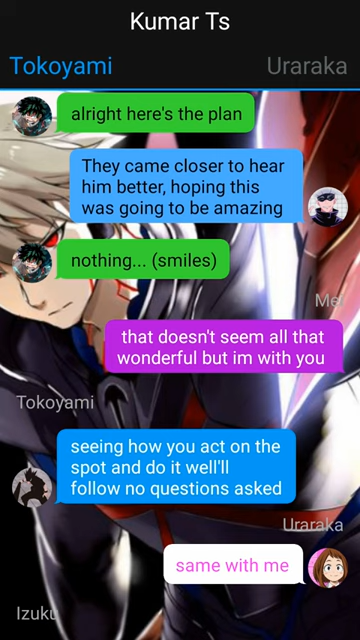 Kumar Ts
Tokoyami
Uraraka
alright here's the plan
They came closer to hear
him better, hoping this
was going to be amazing
nothing... (smiles)
Mei
that doesn't seem all that
wonderful but im with you
Tokoyami
seeing how you act on the
spot and do it well'll
follow no questions asked
Uraraka
same with me
Izuku